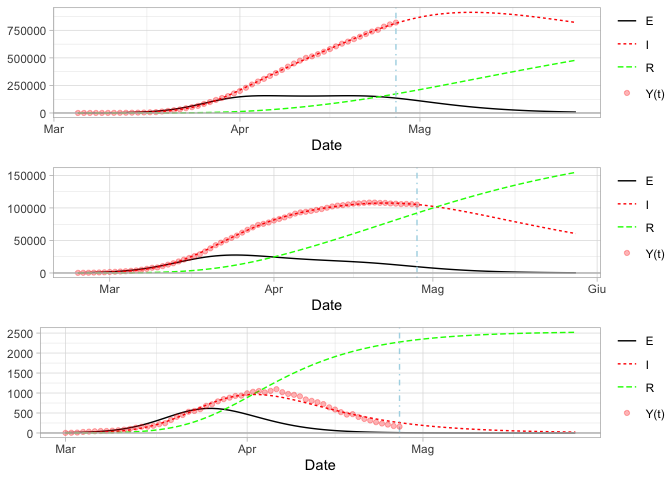 750000
500000
250000
0
Mar Apr Mag
Date
E
I
R
Y(t)
150000
100000
50000
0
Mar Apr Mag Giu
Date
E
I
R
Y(t)
2500
2000
1500
1000
500
0
Mar Apr Mag
Date
E
I
R
Y(t)